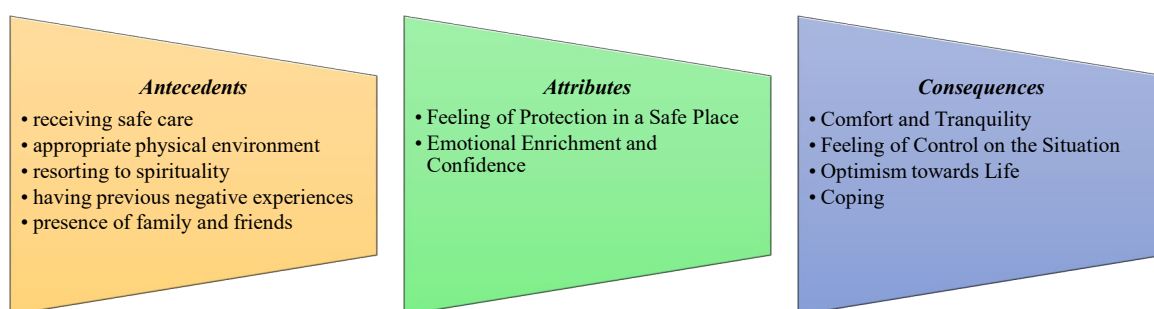 Antecedents
• receiving safe care
• appropriate physical environment
• resorting to spirituality
• having previous negative experiences
• presence of family and friends
Attributes
• Feeling of Protection in a Safe Place
• Emotional Enrichment and
Confidence
Consequences
• Comfort and Tranquility
• Feeling of Control on the Situation
• Optimism towards Life
• Coping